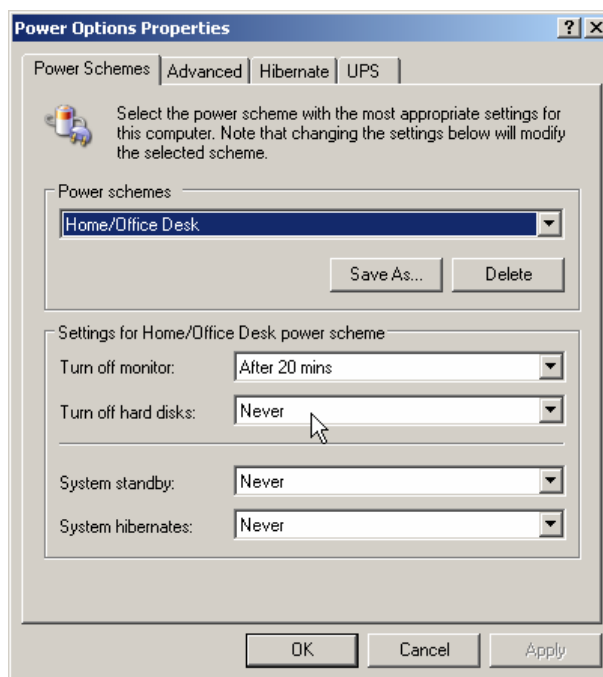 Power Options Properties
Power Schemes Advanced Hibernate UPS
Select the power scheme with the most appropriate settings for
this computer. Note that changing the settings below will modify
the selected scheme.
Power schemes
Home/Office Desk
Save As... Delete
Settings for Home/Office Desk power scheme
Turn off monitor: After 20 mins
Turn off hard disks: Never
System standby: Never
System hibernates: Never
OK Cancel Apply